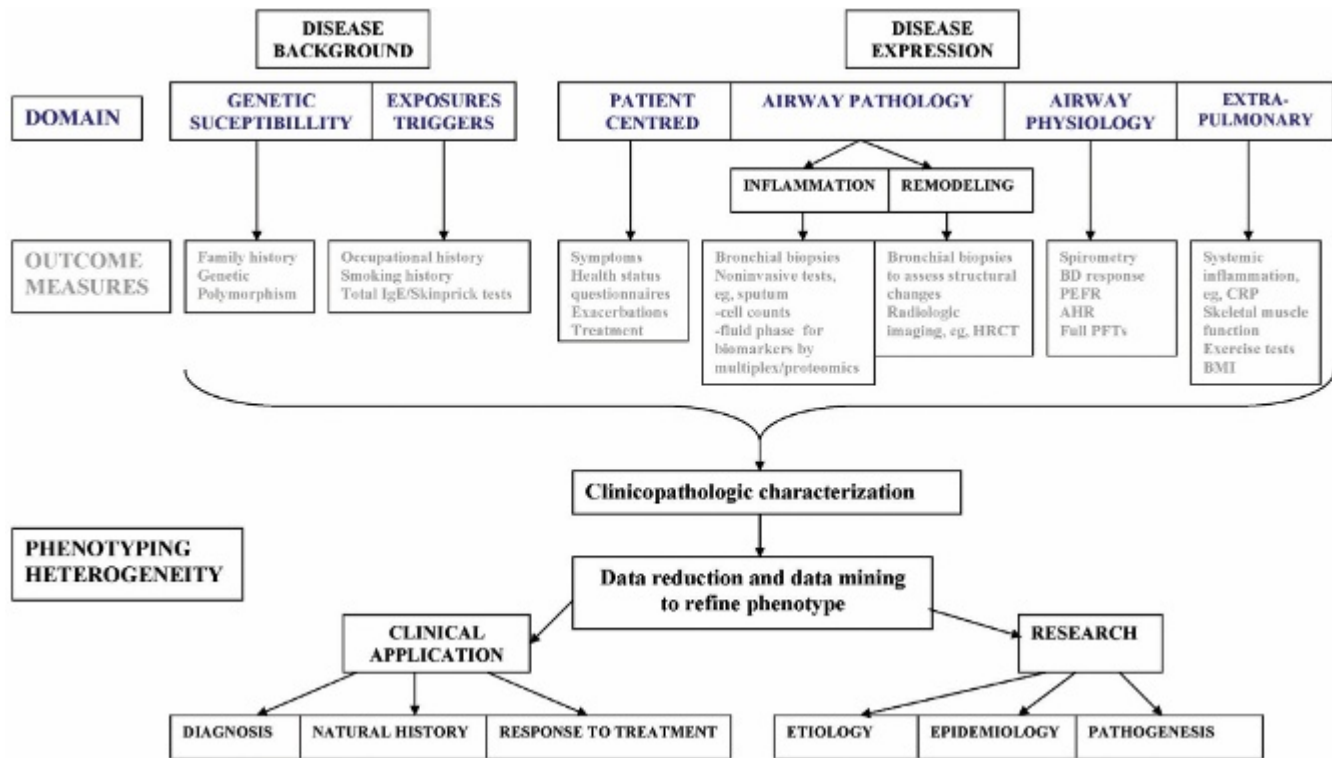 DISEASE
BACKGROUND
DISEASE
EXPRESSION
DOMAIN
GENETIC
SUCEPTIBILLITY
EXPOSURES
TRIGGERS
PATIENT
CENTRED
AIRWAY PATHOLOGY
AIRWAY
PHYSIOLOGY
EXTRA-
PULMONARY
INFLAMMATION
REMODELING
OUTCOME
MEASURES
Family history
Genetic
Polymorphism
Occupational history
Smoking history
Total IgE/Skinprick tests
Symptoms
Health status
questionnaires
Exacerbations
Treatment
Bronchial biopsies
Noninvasive tests,
eg, sputum
-cell counts
-fluid phase for
biomarkers by
multiplex/proteomics
Bronchial biopsies
to assess structural
changes
Radiologic
imaging, eg, HRCT
Spirometry
BD response
PEFR
AHR
Full PFTs
Systemic
inflammation,
eg, CRP
Skeletal muscle
function
Exercise tests
BMI
Clinicopathologic characterization
PHENOTYPING
HETEROGENEITY
Data reduction and data mining
to refine phenotype
CLINICAL
APPLICATION
RESEARCH
DIAGNOSIS
NATURAL HISTORY
RESPONSE TO TREATMENT
ETIOLOGY
EPIDEMIOLOGY
PATHOGENESIS